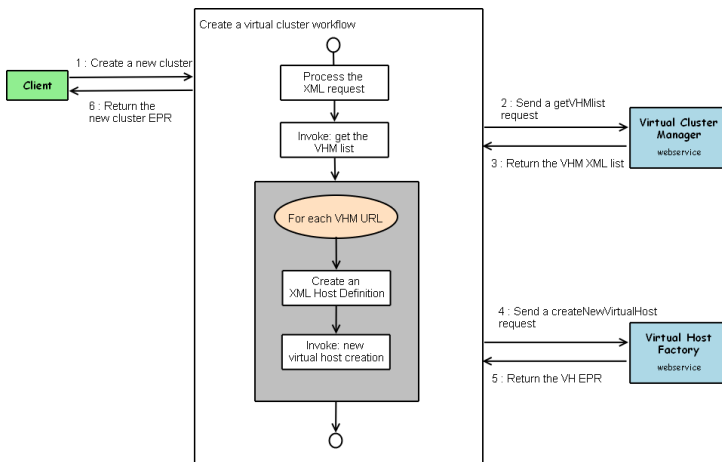 Create a virtual cluster workflow
1 : Create a new cluster
Client
6 : Return the
new cluster EPR
Process the
XML request
Invoke: get the
VHM list
2 : Send a getVHMlist
request
Virtual Cluster
Manager
webservice
3 : Return the VHM XML list
For each VHM URL
Create an
XML Host Definition
Invoke: new
virtual host creation
4 : Send a createNewVirtualHost
request
Virtual Host
Factory
webservice
5 : Return the VH EPR